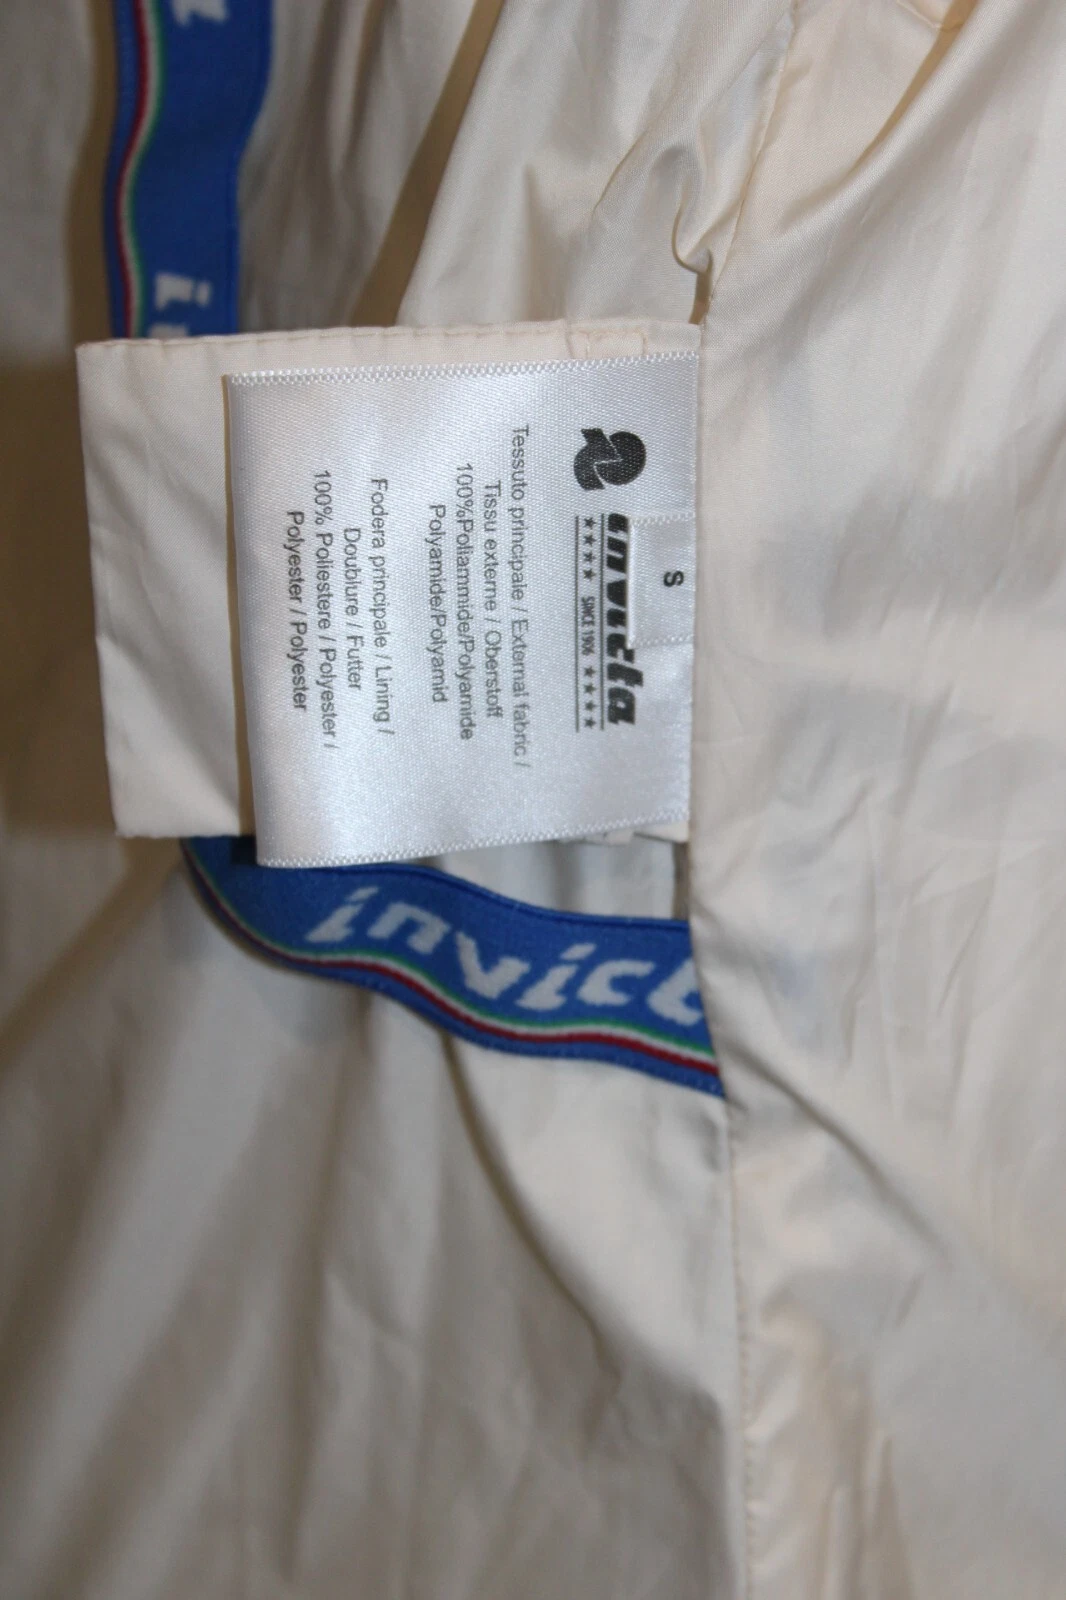 S
invicta
★★★★ SINCE 1906 ★★★★
Tessuto principale / External fabric /
Tissu externe / Oberstoff
100%Poliammide/Polyamide
Polyamide/Polyamid
Fodera principale / Lining /
Doublure / Futter
100% Poliestere / Polyester /
Polyester / Polyester
invict